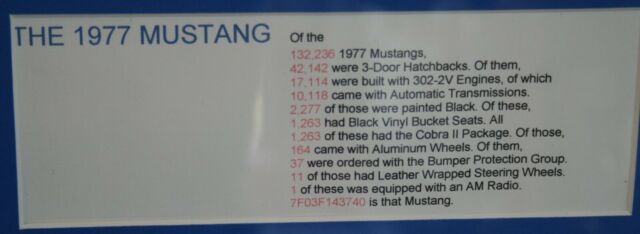 THE 1977 MUSTANG
Of the
132,236 1977 Mustangs,
42,142 were 3-Door Hatchbacks. Of them,
17,114 were built with 302-2V Engines, of which
10,118 came with Automatic Transmissions.
2,277 of those were painted Black. Of these,
1,263 had Black Vinyl Bucket Seats. All
1,263 of these had the Cobra II Package. Of those,
164 came with Aluminum Wheels. Of them,
37 were ordered with the Bumper Protection Group.
11 of those had Leather Wrapped Steering Wheels.
1 of these was equipped with an AM Radio.
7F03F143740 is that Mustang.